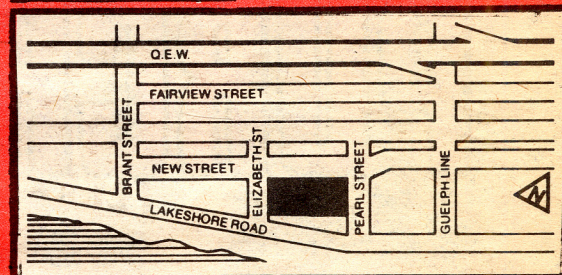 Q.E.W.
FAIRVIEW STREET
BRANT STREET
ELIZABETH ST
NEW STREET
PEARL STREET
GUELPH LINE
LAKESHORE ROAD
N